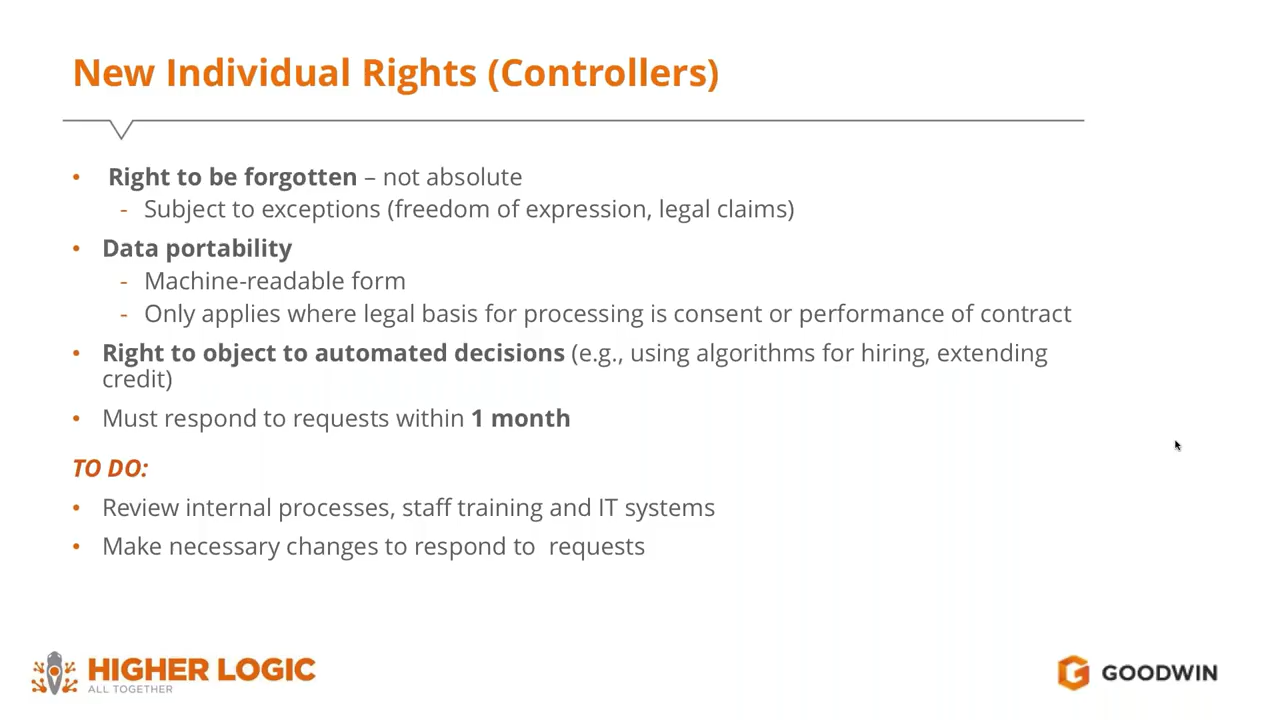 New Individual Rights (Controllers)
• Right to be forgotten – not absolute
- Subject to exceptions (freedom of expression, legal claims)
• Data portability
- Machine-readable form
- Only applies where legal basis for processing is consent or performance of contract
• Right to object to automated decisions (e.g., using algorithms for hiring, extending
credit)
• Must respond to requests within 1 month
TO DO:
• Review internal processes, staff training and IT systems
• Make necessary changes to respond to  requests
HIGHER LOGIC
ALL TOGETHER
GOODWIN